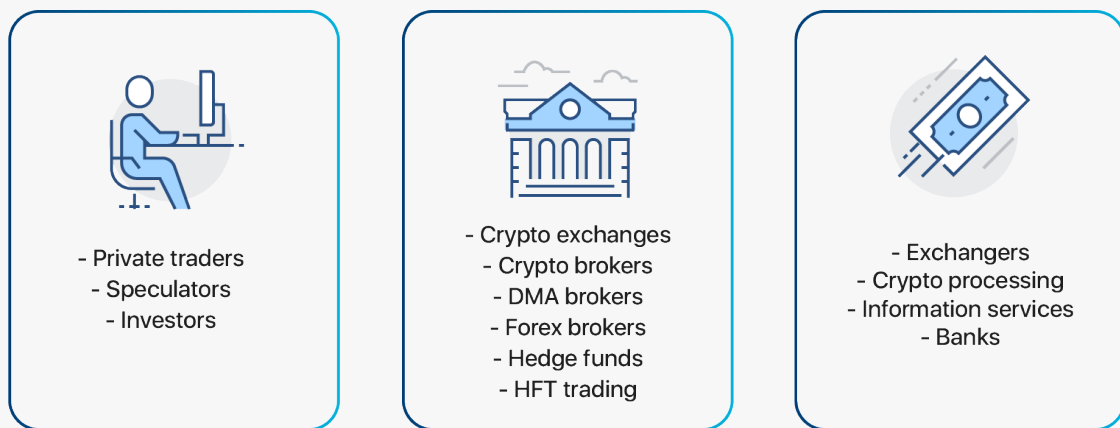 - Private traders
- Speculators
- Investors
- Crypto exchanges
- Crypto brokers
- DMA brokers
- Forex brokers
- Hedge funds
- HFT trading
- Exchangers
- Crypto processing
- Information services
- Banks